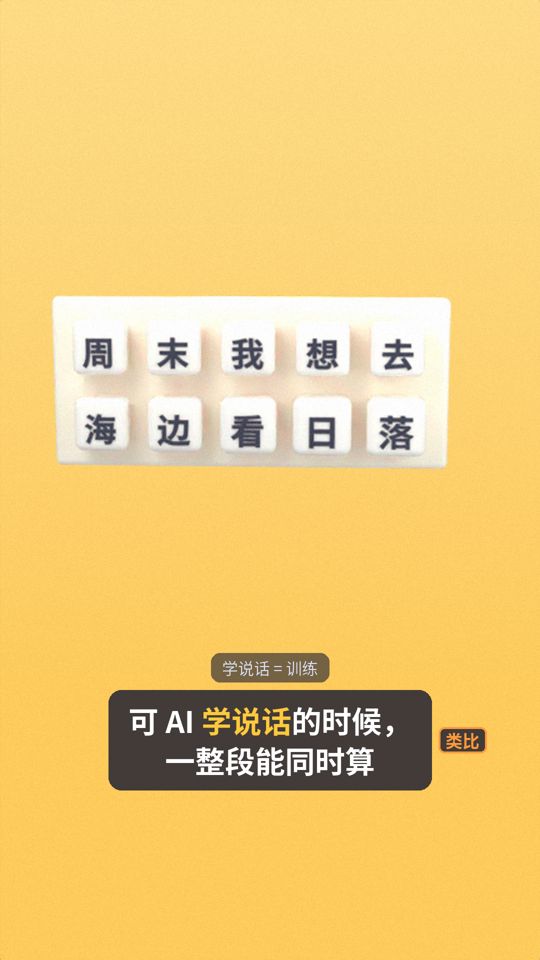 周末我想去
海边看日落
学说话 = 训练
可 AI 学说话的时候，
一整段能同时算
类比